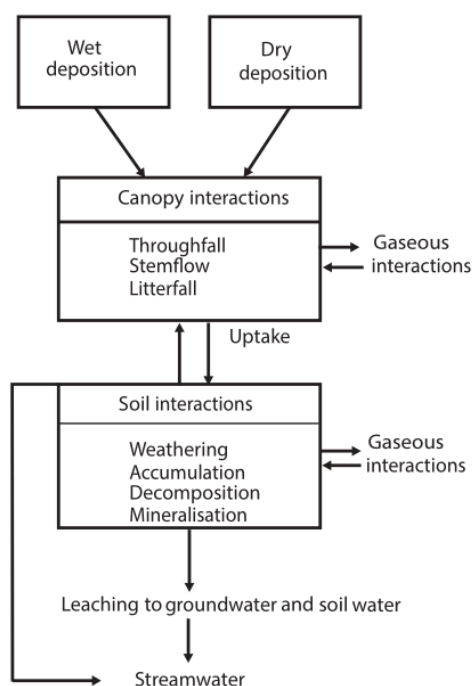 Wet
deposition
Dry
deposition
Canopy interactions
Throughfall
Stemflow
Litterfall
Gaseous
interactions
Uptake
Soil interactions
Weathering
Accumulation
Decomposition
Mineralisation
Gaseous
interactions
Leaching to groundwater and soil water
Streamwater